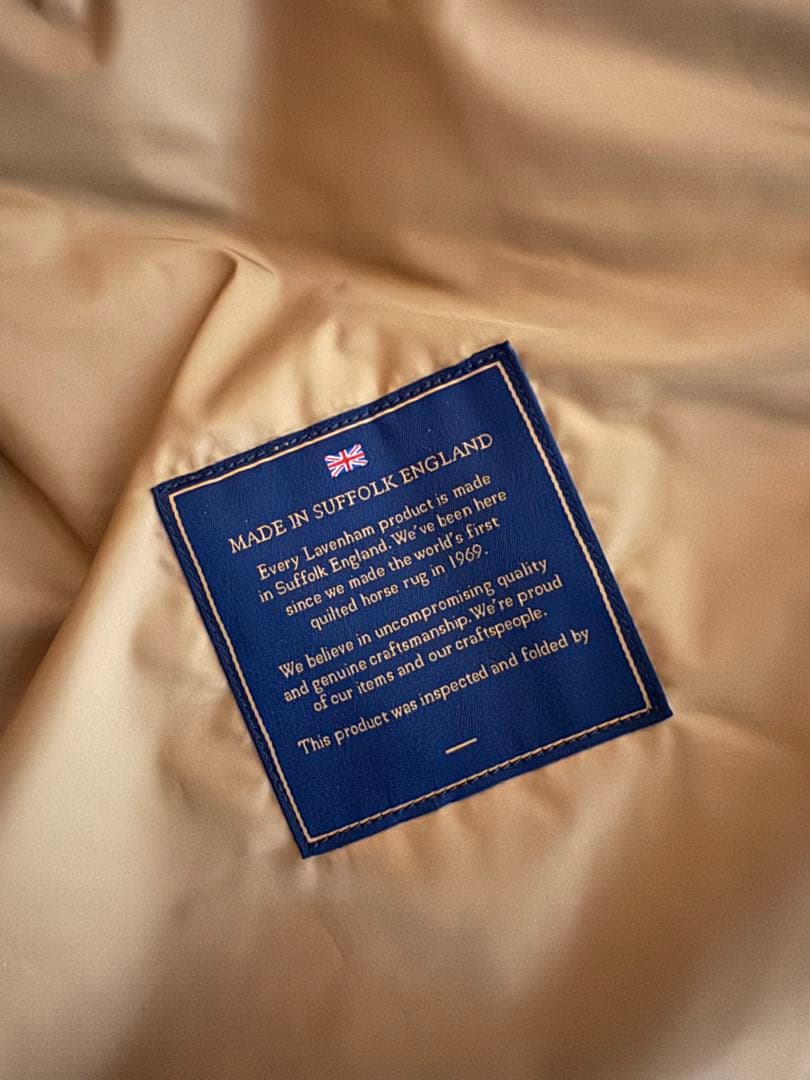 MADE IN SUFFOLK ENGLAND
Every Lavenham product is made
in Suffolk England. We've been here
since we made the world's first
quilted horse rug in 1969.
We believe in uncompromising quality
and genuine craftsmanship. We're proud
of our items and our craftspeople.
This product was inspected and folded by